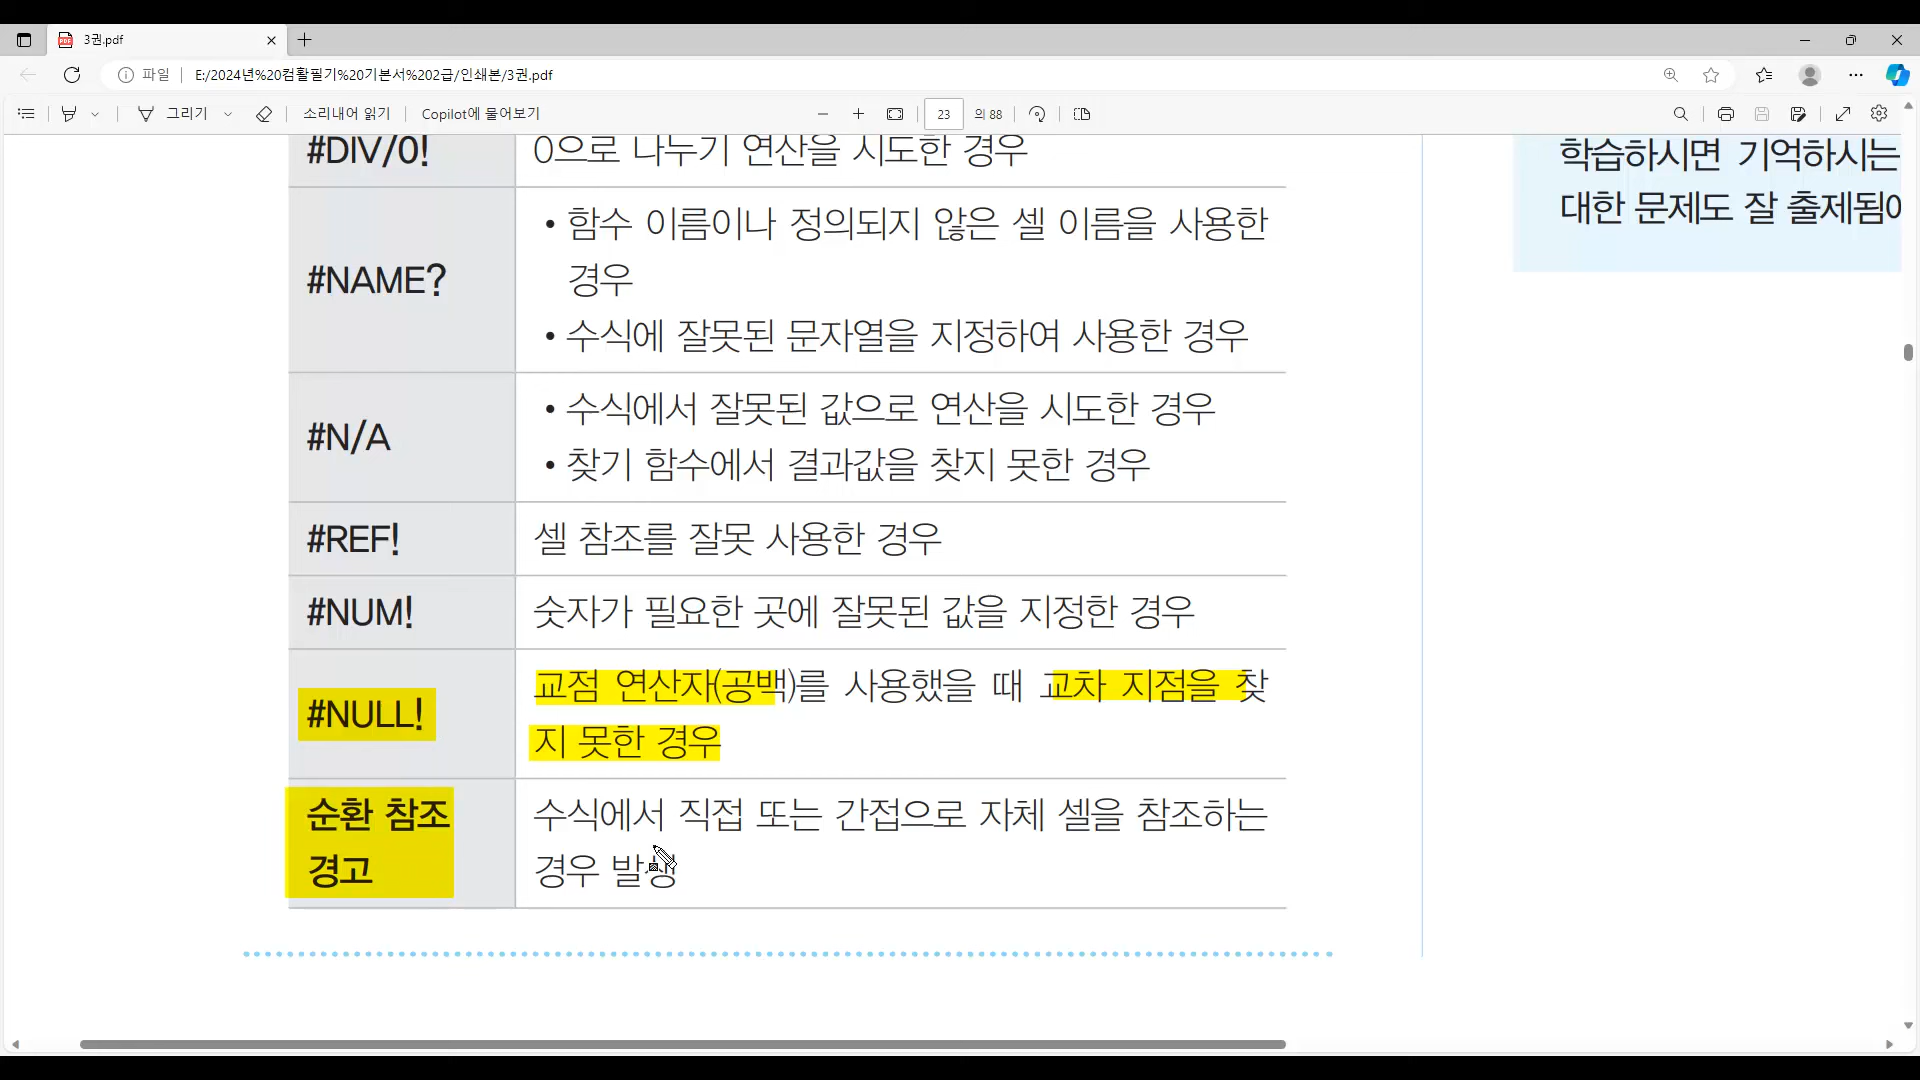 3권.pdf
파일 E:/2024년%20컴활필기%20기본서%202급/인쇄본/3권.pdf
그리기 소리내어 읽기 Copilot에 물어보기 23 의 88
#DIV/0! 0으로 나누기 연산을 시도한 경우
#NAME? • 함수 이름이나 정의되지 않은 셀 이름을 사용한
경우
• 수식에 잘못된 문자열을 지정하여 사용한 경우
#N/A • 수식에서 잘못된 값으로 연산을 시도한 경우
• 찾기 함수에서 결과값을 찾지 못한 경우
#REF! 셀 참조를 잘못 사용한 경우
#NUM! 숫자가 필요한 곳에 잘못된 값을 지정한 경우
#NULL! 교점 연산자(공백)를 사용했을 때 교차 지점을 찾
지 못한 경우
순환 참조
경고
수식에서 직접 또는 간접으로 자체 셀을 참조하는
경우 발생
학습하시면 기억하시는
대한 문제도 잘 출제됨